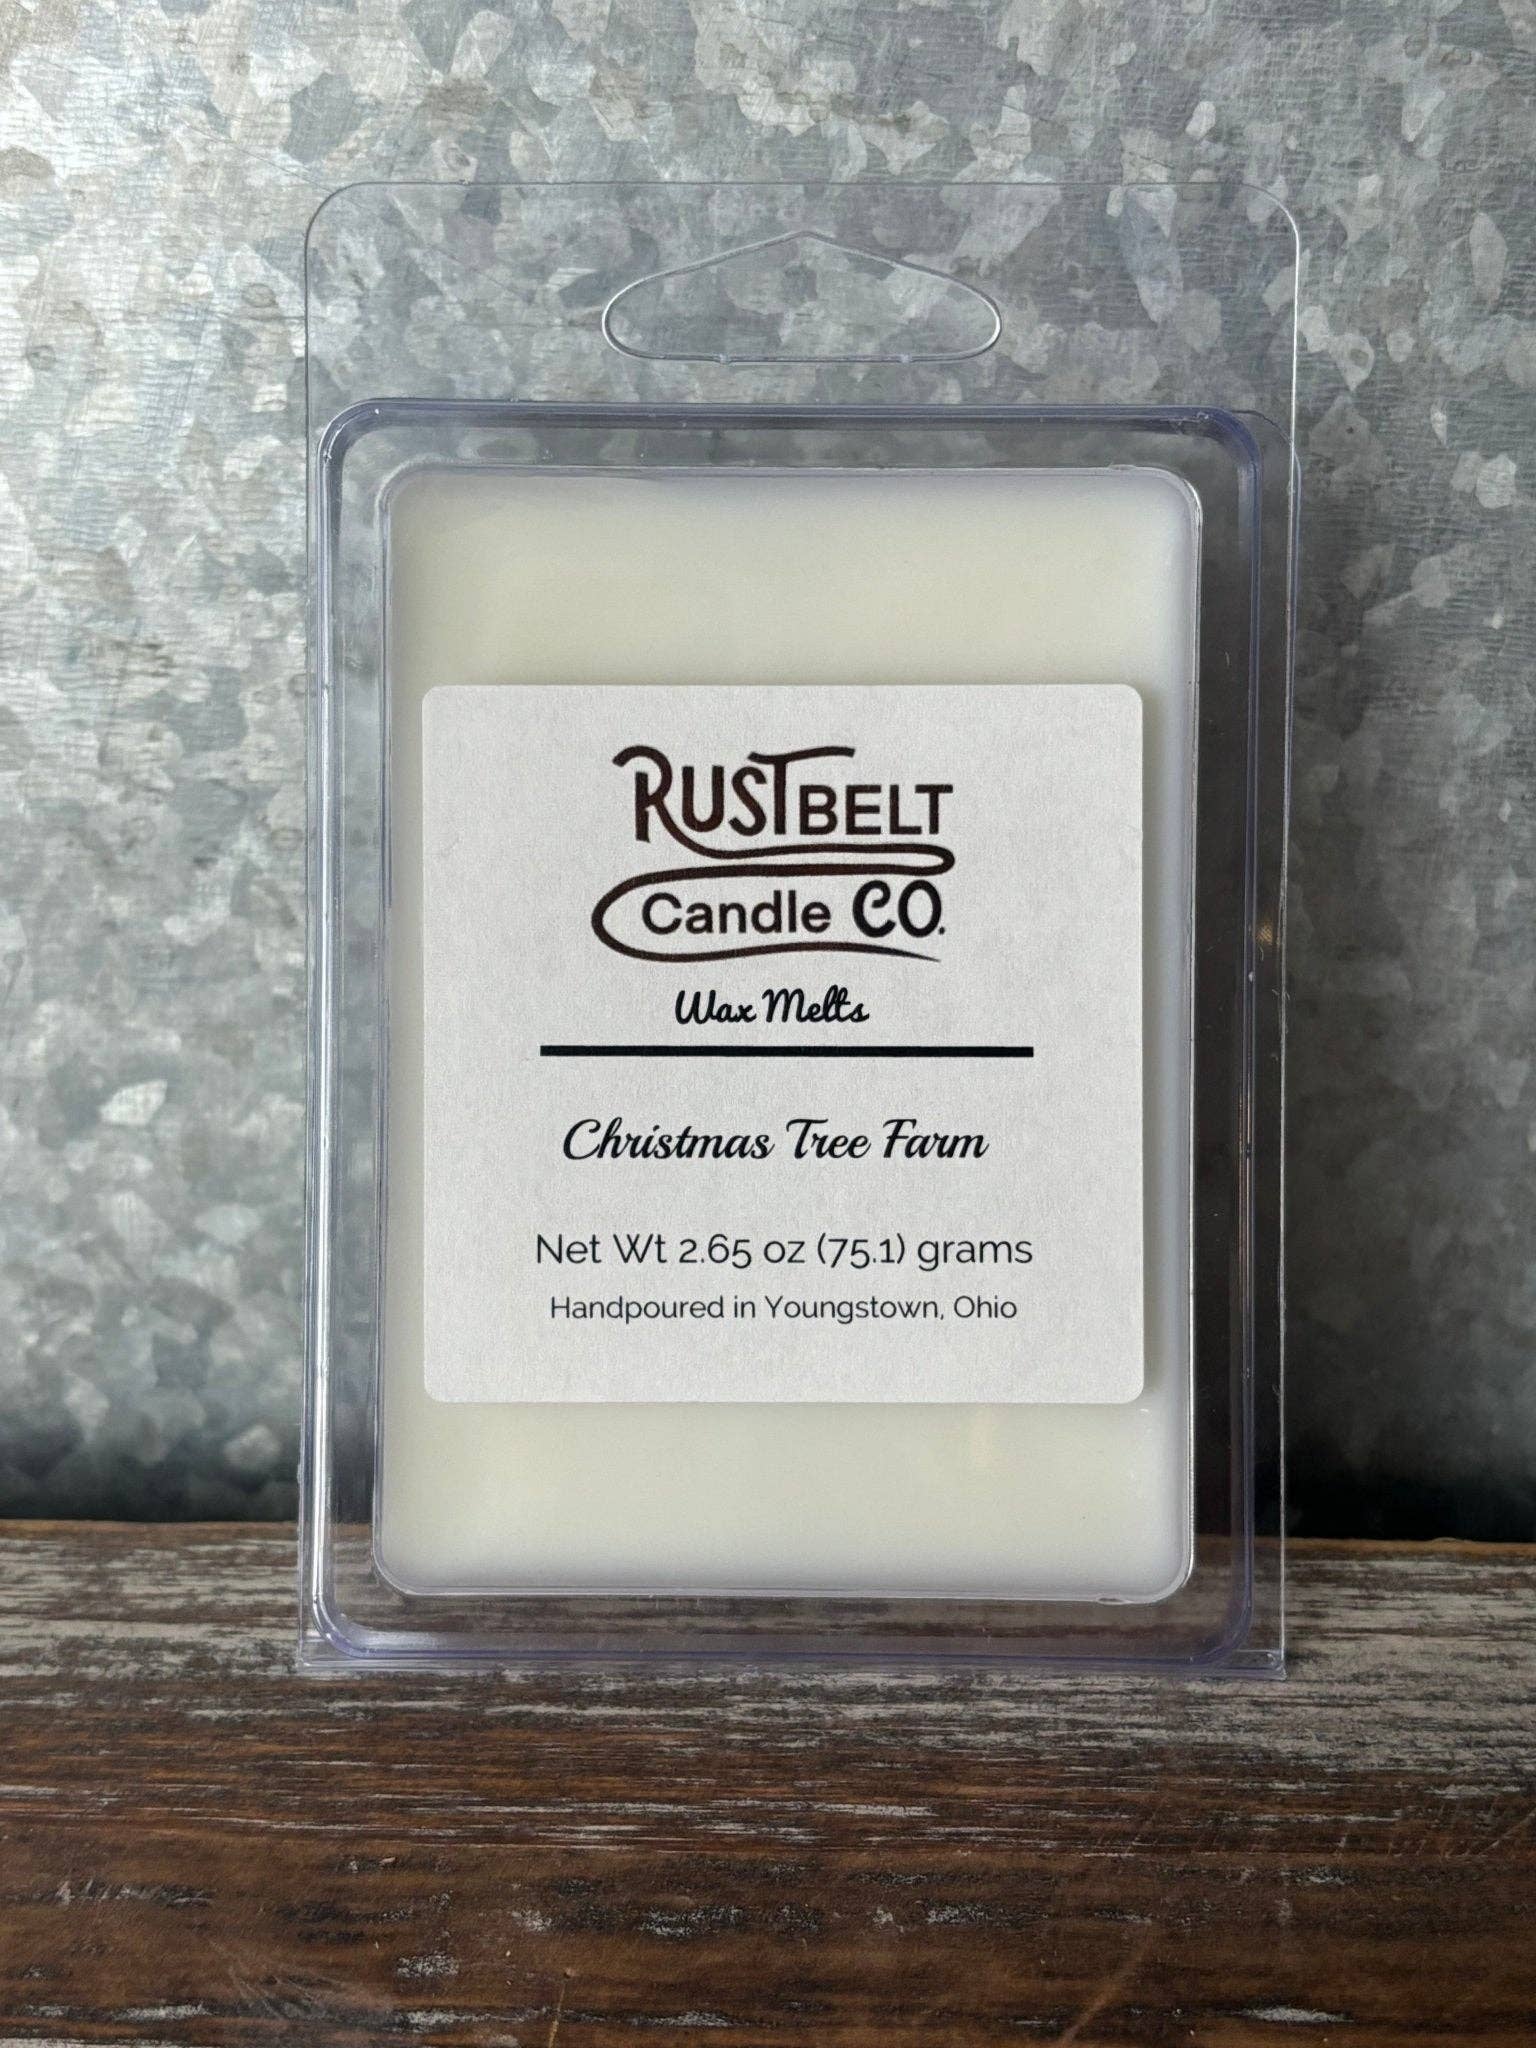 RUSTBELT
Candle CO.
Wax Melts
Christmas Tree Farm
Net Wt 2.65 oz (75.1) grams
Handpoured in Youngstown, Ohio